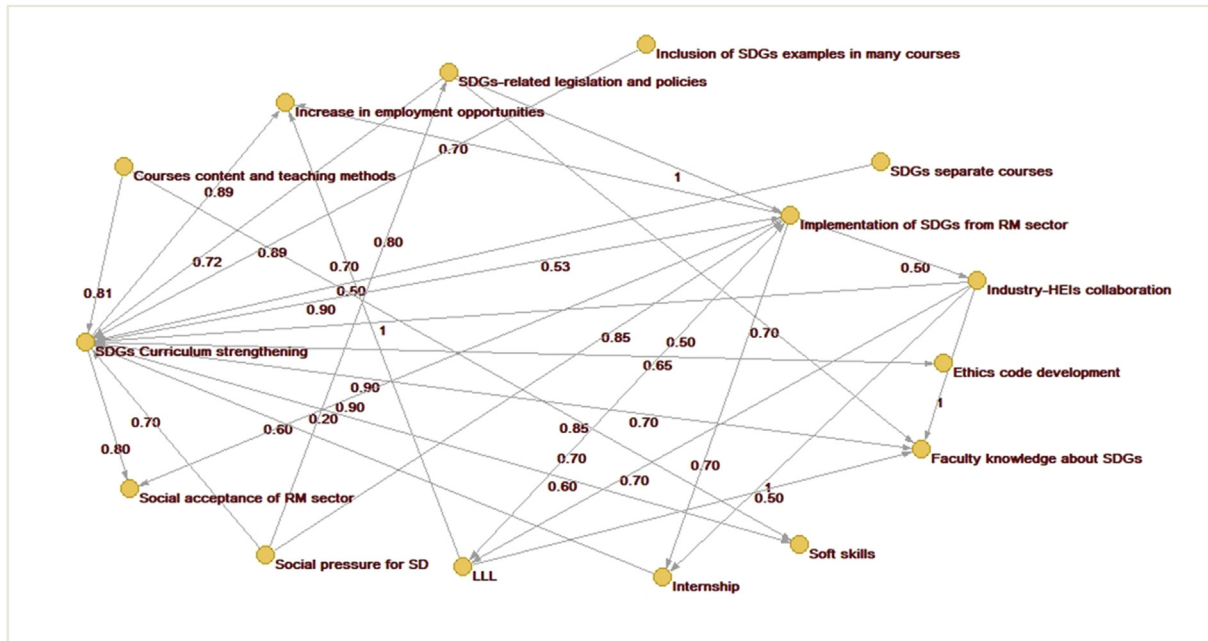 Inclusion of SDGs examples in many courses
SDGs-related legislation and policies
Increase in employment opportunities
0.70
Courses content and teaching methods
SDGs separate courses
1
0.89
Implementation of SDGs from RM sector
0.80
0.89
0.72
0.70
0.53
0.50
0.81
0.50
Industry-HEIs collaboration
0.90
1
0.85
0.50
0.70
SDGs Curriculum strengthening
0.65
Ethics code development
0.90
0.90
1
0.20
0.60
0.85
0.70
0.70
0.80
Faculty knowledge about SDGs
0.70
0.70
0.60
0.70
1
0.50
Social acceptance of RM sector
Soft skills
Social pressure for SD
LLL
Internship